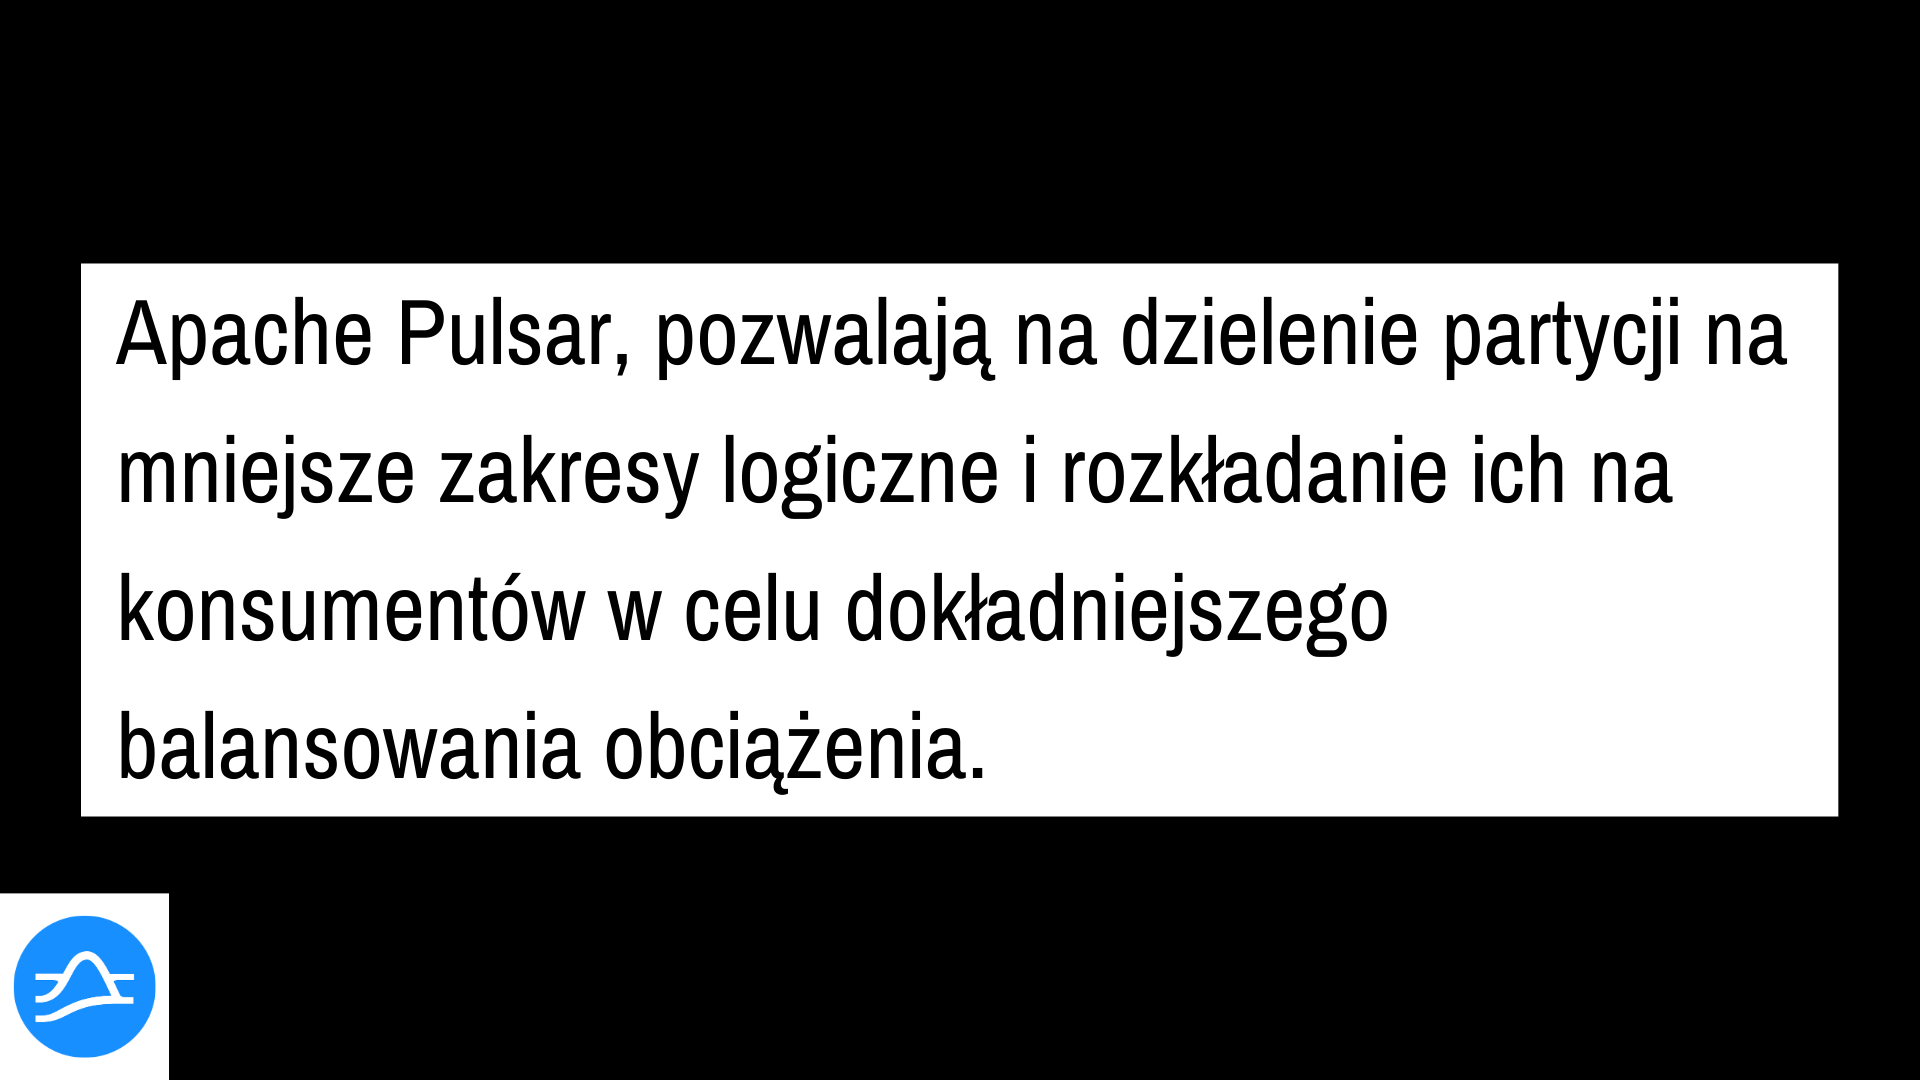 Apache Pulsar, pozwalają na dzielenie partycji na
mniejsze zakresy logiczne i rozkładanie ich na
konsumentów w celu dokładniejszego
balansowania obciążenia.